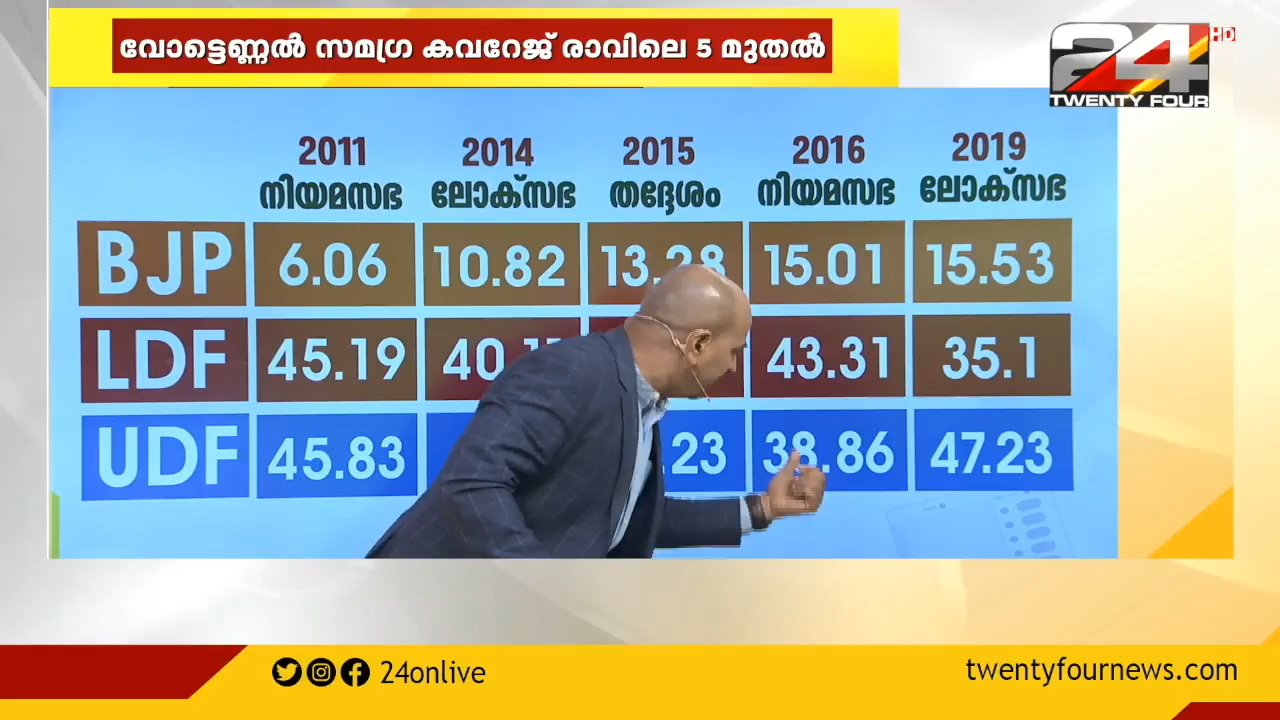 വോട്ടെണ്ണൽ സമഗ്ര കവറേജ് രാവിലെ 5 മുതൽ
24 HD
TWENTY FOUR
2011 2014 2015 2016 2019
നിയമസഭ ലോക്സഭ തദ്ദേശം നിയമസഭ ലോക്സഭ
BJP 6.06 10.82 13.28 15.01 15.53
LDF 45.19 43.31 35.1
UDF 45.83 38.86 47.23
24onlive
twentyfournews.com